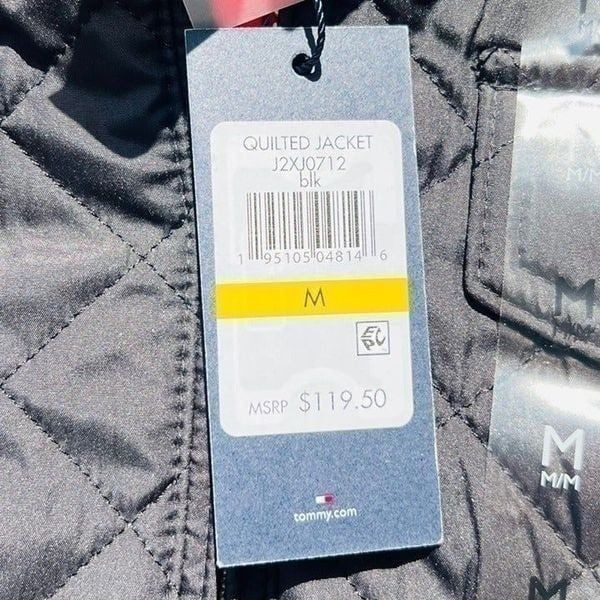 QUILTED JACKET
J2XJ0712
blk
1 95105 04814 6
M
MSRP $119.50
tommy.com
M
M/M
M
M/M
M
M/M
M